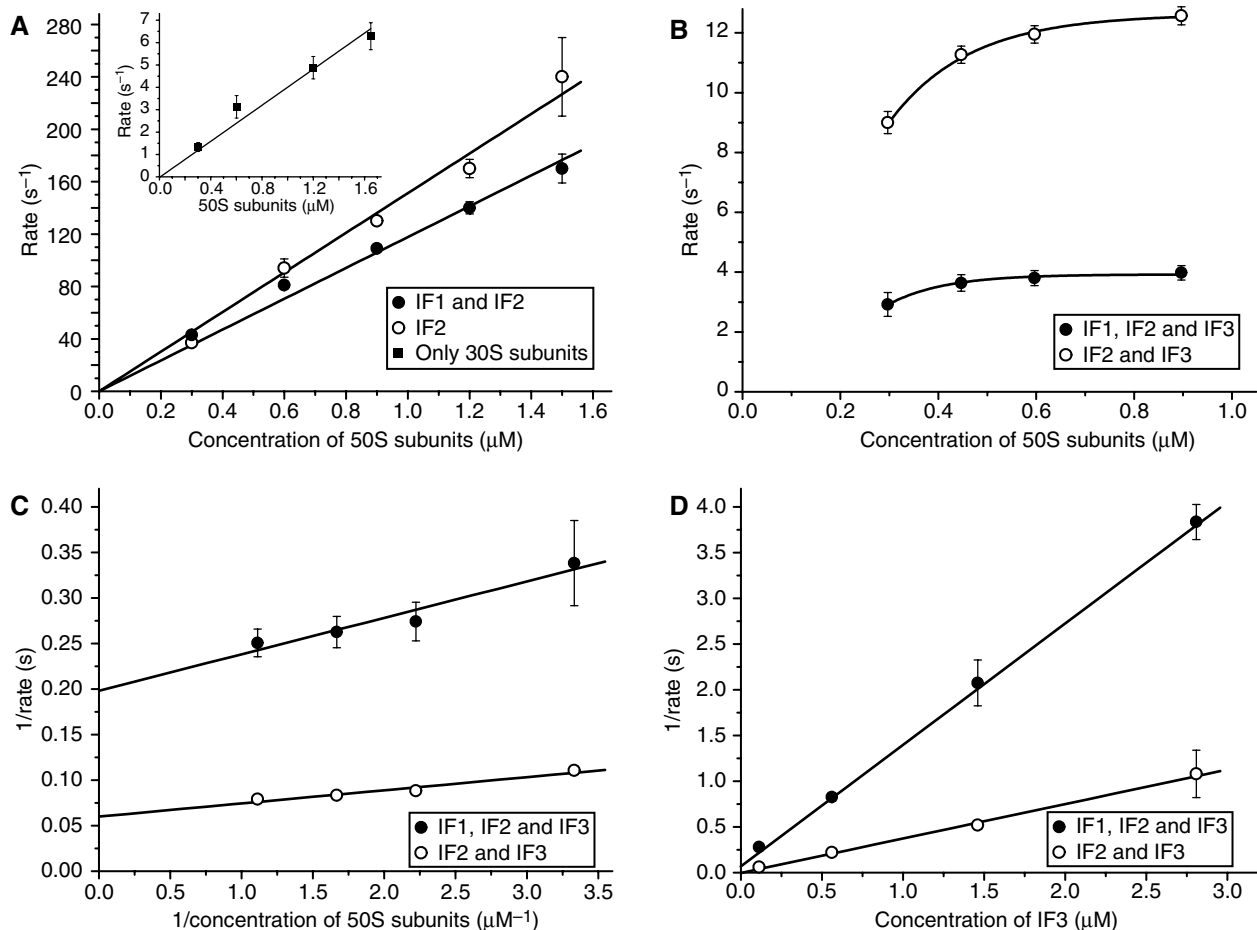 A
280
240
200
160
120
80
40
0
Rate (s⁻¹)
0.0 0.2 0.4 0.6 0.8 1.0 1.2 1.4 1.6
Concentration of 50S subunits (μM)
7
6
5
4
3
2
1
0
Rate (s⁻¹)
0.0 0.4 0.8 1.2 1.6
50S subunits (μM)
IF1 and IF2
IF2
Only 30S subunits
B
12
10
8
6
4
2
0
Rate (s⁻¹)
IF1, IF2 and IF3
IF2 and IF3
0.0 0.2 0.4 0.6 0.8 1.0
Concentration of 50S subunits (μM)
C
0.40
0.35
0.30
0.25
0.20
0.15
0.10
0.05
0.00
1/rate (s)
IF1, IF2 and IF3
IF2 and IF3
0.0 0.5 1.0 1.5 2.0 2.5 3.0 3.5
1/concentration of 50S subunits (μM⁻¹)
D
4.0
3.5
3.0
2.5
2.0
1.5
1.0
0.5
0.0
1/rate (s)
IF1, IF2 and IF3
IF2 and IF3
0.0 0.5 1.0 1.5 2.0 2.5 3.0
Concentration of IF3 (μM)